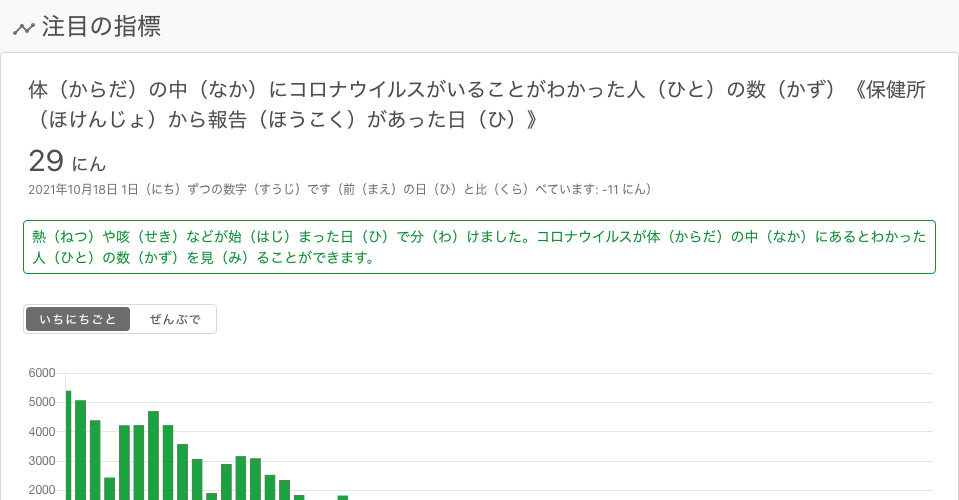 注目の指標
体（からだ）の中（なか）にコロナウイルスがいることがわかった人（ひと）の数（かず）《保健所
（ほけんじょ）から報告（ほうこく）があった日（ひ）》
29 にん
2021年10月18日 1日（にち）ずつの数字（すうじ）です（前（まえ）の日（ひ）と比（くら）べています: -11 にん）
熱（ねつ）や咳（せき）などが始（はじ）まった日（ひ）で分（わ）けました。コロナウイルスが体（からだ）の中（なか）にあるとわかった
人（ひと）の数（かず）を見（み）ることができます。
いちにちごと ぜんぶで
6000
5000
4000
3000
2000